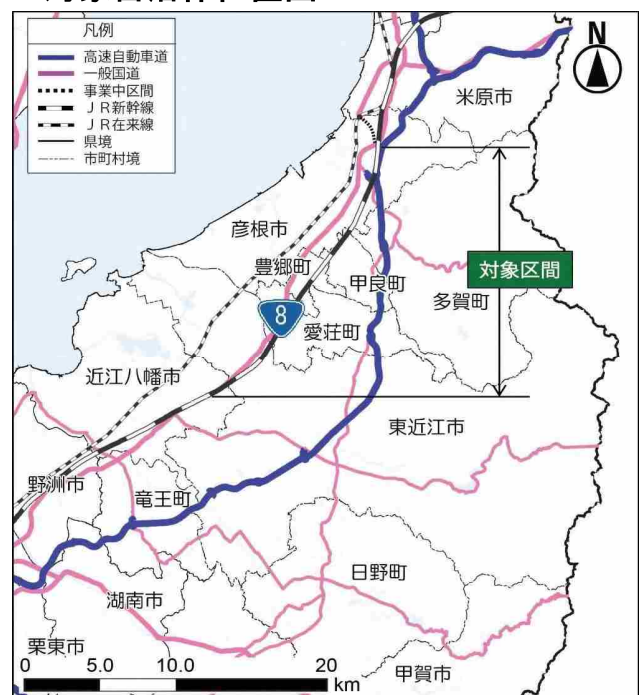 凡例
高速自動車道
一般国道
事業中区間
ＪＲ新幹線
ＪＲ在来線
県境
市町村境
N
米原市
彦根市
豊郷町
甲良町
対象区間
多賀町
8
愛荘町
近江八幡市
東近江市
野洲市
竜王町
日野町
湖南市
栗東市
甲賀市
0 5.0 10.0 20
km